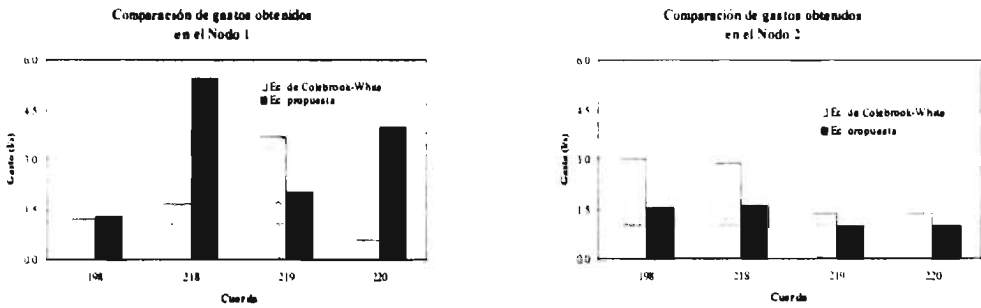 Comparación de gastos obtenidos
en el Nodo 1
6.0
4.5
3.0
1.5
0.0
Gasto (l/s)
Ec. de Colebrook-White
Ec. propuesta
198
218
219
220
Cuerda
Comparación de gastos obtenidos
en el Nodo 2
6.0
4.5
3.0
1.5
0.0
Gasto (l/s)
Ec. de Colebrook-White
Ec. propuesta
198
218
219
220
Cuerda